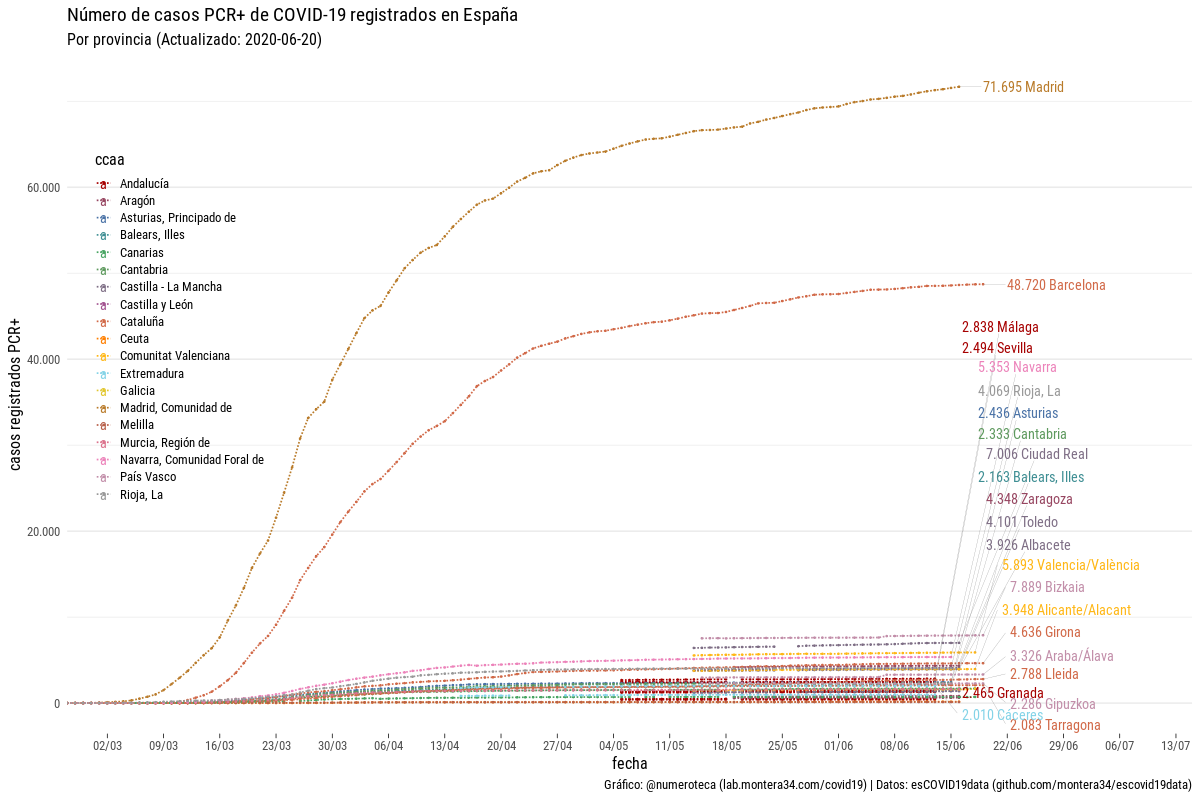 Número de casos PCR+ de COVID-19 registrados en España
Por provincia (Actualizado: 2020-06-20)
71.695 Madrid
ccaa
Andalucía
Aragón
Asturias, Principado de
Balears, Illes
Canarias
Cantabria
Castilla - La Mancha
Castilla y León
Cataluña
Ceuta
Comunitat Valenciana
Extremadura
Galicia
Madrid, Comunidad de
Melilla
Murcia, Región de
Navarra, Comunidad Foral de
País Vasco
Rioja, La
60.000
40.000
20.000
0
casos registrados PCR+
48.720 Barcelona
2.838 Málaga
2.494 Sevilla
5.353 Navarra
4.069 Rioja, La
2.436 Asturias
2.333 Cantabria
7.006 Ciudad Real
2.163 Balears, Illes
4.348 Zaragoza
4.101 Toledo
3.926 Albacete
5.893 Valencia/València
7.889 Bizkaia
3.948 Alicante/Alacant
4.636 Girona
3.326 Araba/Álava
2.788 Lleida
2.465 Granada
2.286 Gipuzkoa
2.010 Cáceres
2.083 Tarragona
02/03 09/03 16/03 23/03 30/03 06/04 13/04 20/04 27/04 04/05 11/05 18/05 25/05 01/06 08/06 15/06 22/06 29/06 06/07 13/07
fecha
Gráfico: @numeroteca (lab.montera34.com/covid19) | Datos: esCOVID19data (github.com/montera34/escovid19data)